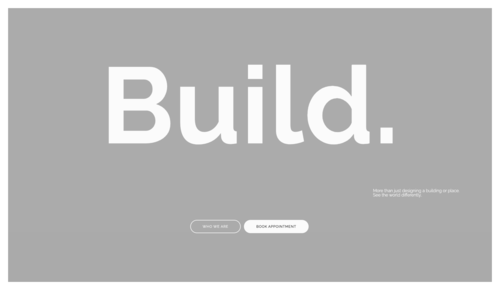 Build.
More than just designing a building or place.
See the world differently.
WHO WE ARE
BOOK APPOINTMENT